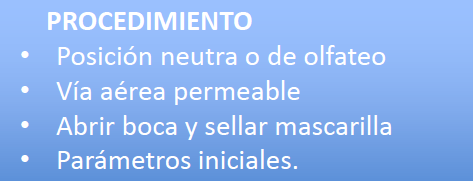 PROCEDIMIENTO
• Posición neutra o de olfateo
• Vía aérea permeable
• Abrir boca y sellar mascarilla
• Parámetros iniciales.